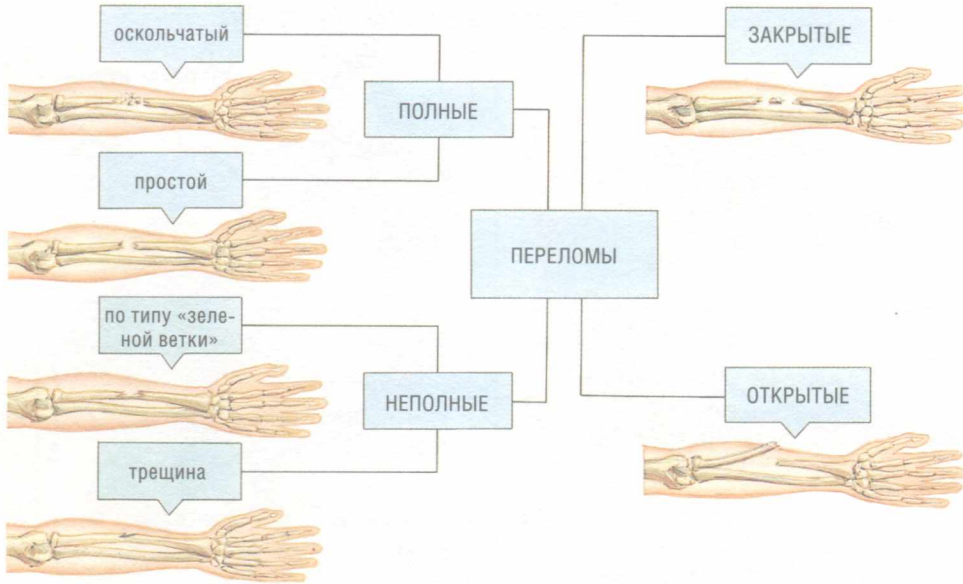 оскольчатый
ПОЛНЫЕ
простой
ПЕРЕЛОМЫ
по типу «зеле-
ной ветки»
НЕПОЛНЫЕ
трещина
ЗАКРЫТЫЕ
ОТКРЫТЫЕ